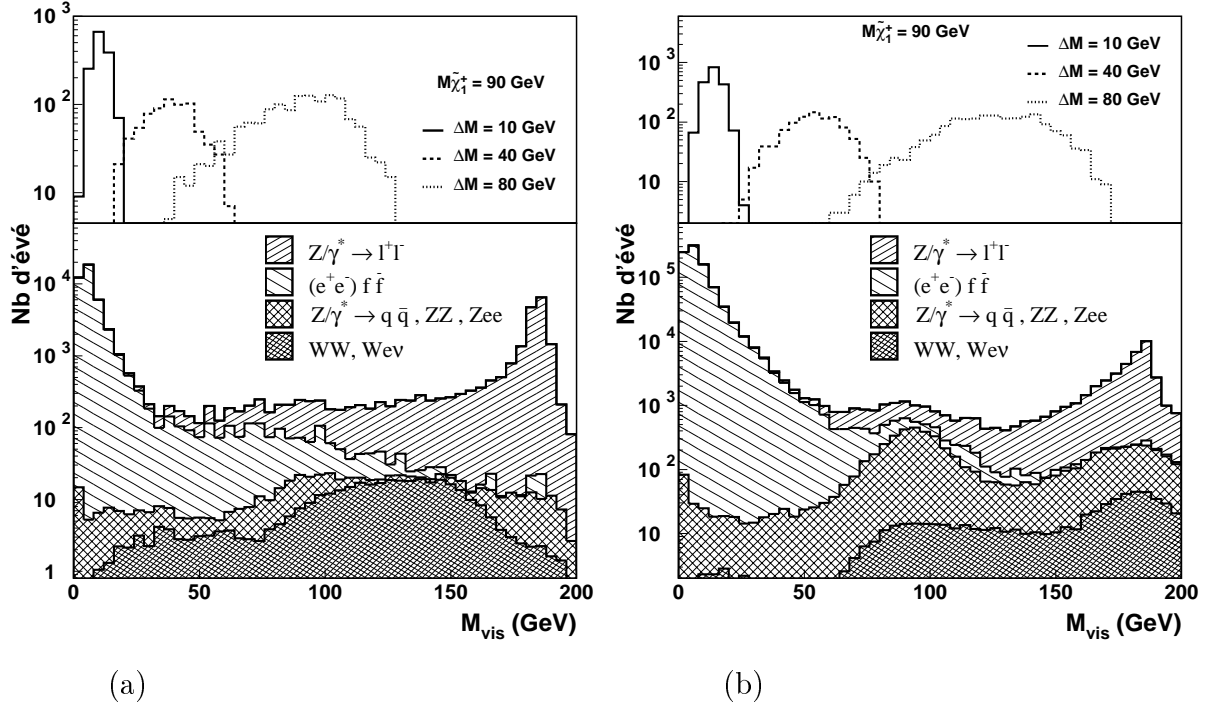 10³
10²
10
Mχ̃₁⁺ = 90 GeV
ΔM = 10 GeV
ΔM = 40 GeV
ΔM = 80 GeV
Nb d'évé
10⁴
10³
10²
10
1
Z/γ* → l⁺l⁻
(e⁺e⁻) f f̄
Z/γ* → q q̄ , ZZ , Zee
WW, Weν
0 50 100 150 200
M_vis (GeV)
(a)
10³
10²
10
Mχ̃₁⁺ = 90 GeV
ΔM = 10 GeV
ΔM = 40 GeV
ΔM = 80 GeV
Nb d'évé
10⁵
10⁴
10³
10²
10
Z/γ* → l⁺l⁻
(e⁺e⁻) f f̄
Z/γ* → q q̄ , ZZ , Zee
WW, Weν
0 50 100 150 200
M_vis (GeV)
(b)